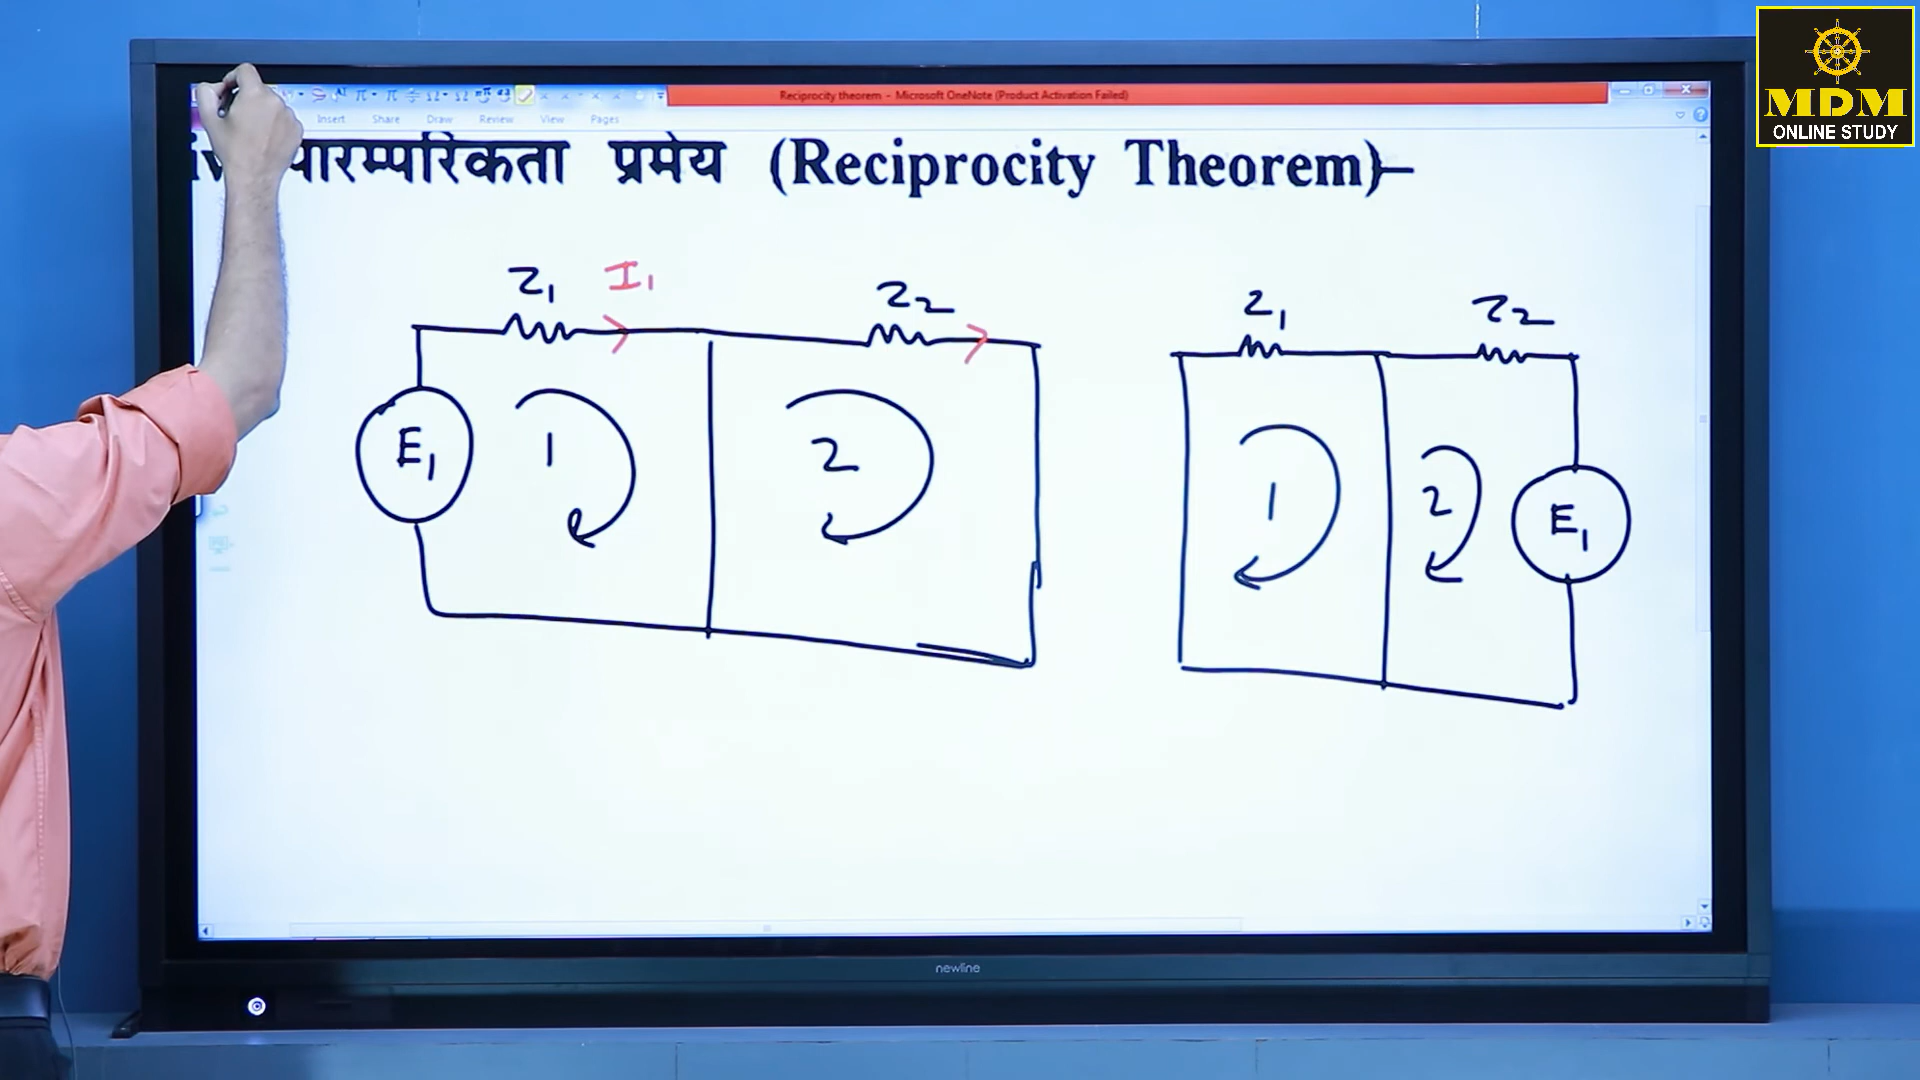 MDM
ONLINE STUDY
Reciprocity theorem - Microsoft OneNote (Product Activation Failed)
Insert Share Draw Review View Pages
पारम्परिकता प्रमेय (Reciprocity Theorem)–
Z1 I1 Z2
E1 1 2
Z1 Z2
1 2 E1
newline